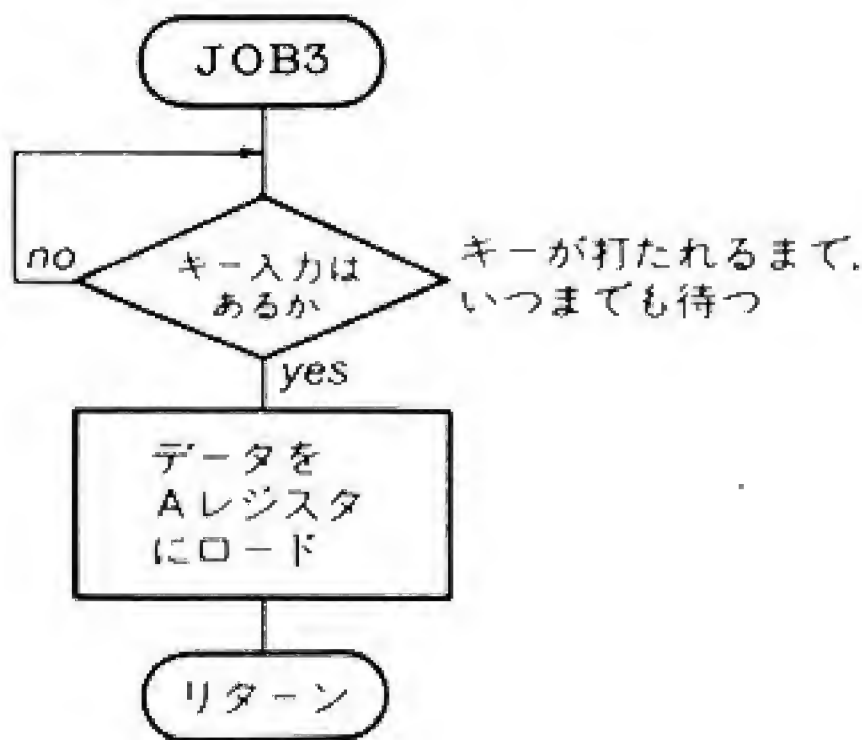 JOB3
no
キー入力は
あるか
キーが打たれるまで,
いつまでも待つ
yes
データを
Aレジスタ
にロード
リターン